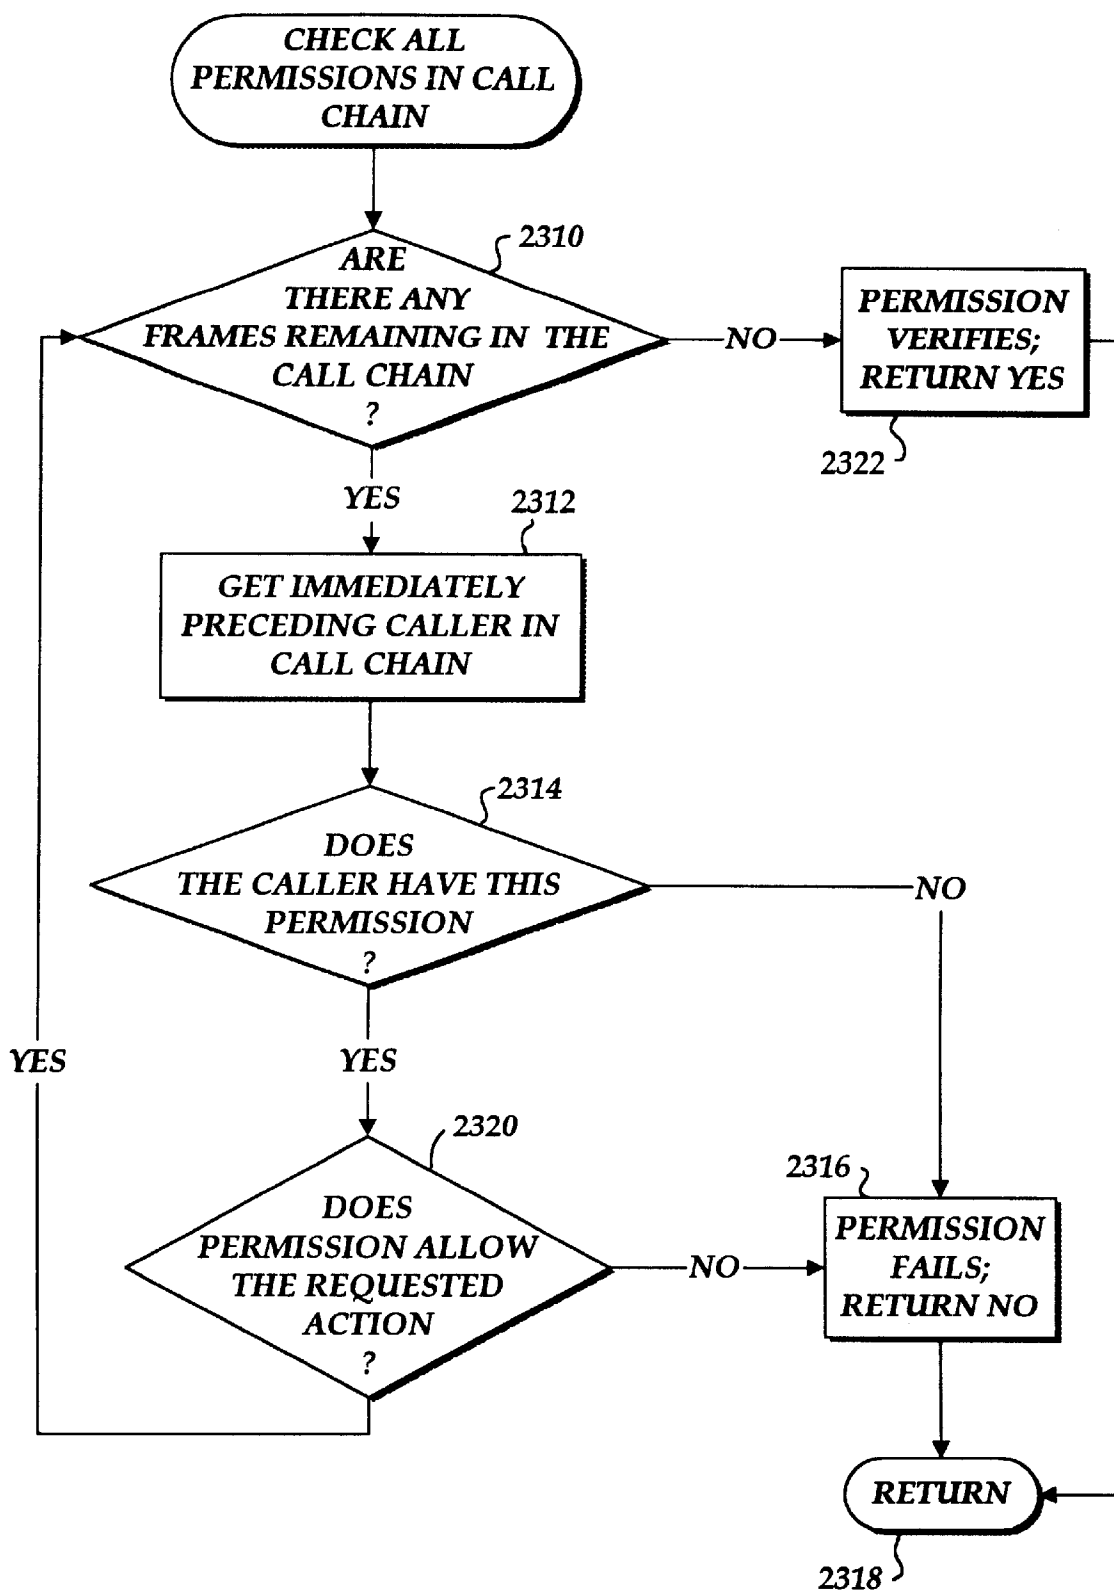 CHECK ALL
PERMISSIONS IN CALL
CHAIN
2310
ARE
THERE ANY
FRAMES REMAINING IN THE
CALL CHAIN
?
NO
PERMISSION
VERIFIES;
RETURN YES
2322
YES
2312
GET IMMEDIATELY
PRECEDING CALLER IN
CALL CHAIN
2314
DOES
THE CALLER HAVE THIS
PERMISSION
?
NO
YES
YES
2320
DOES
PERMISSION ALLOW
THE REQUESTED
ACTION
?
NO
2316
PERMISSION
FAILS;
RETURN NO
RETURN
2318